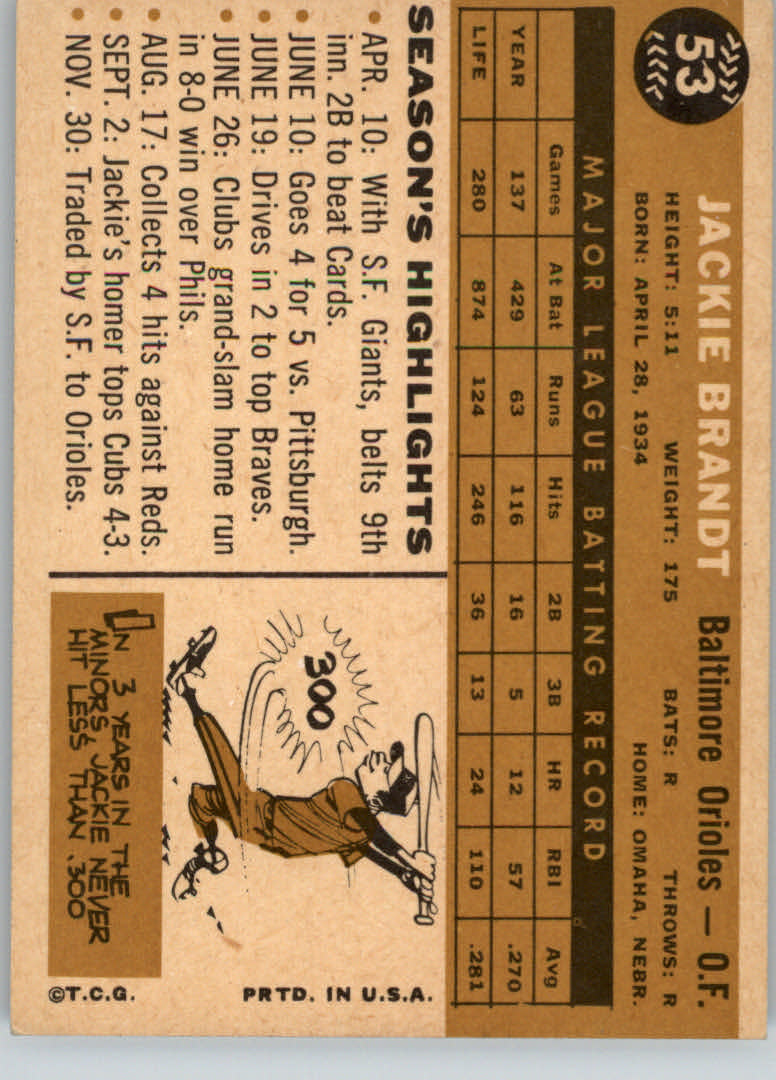 53
JACKIE BRANDT Baltimore Orioles — O.F.
HEIGHT: 5:11 WEIGHT: 175 BATS: R THROWS: R
BORN: APRIL 28, 1934 HOME: OMAHA, NEBR.
MAJOR LEAGUE BATTING RECORD
Games At Bat Runs Hits 2B 3B HR RBI Avg
YEAR 137 429 63 116 16 5 12 57 .270
LIFE 280 874 124 246 36 13 24 110 .281
SEASON'S HIGHLIGHTS
• APR. 10: With S.F. Giants, belts 9th
inn. 2B to beat Cards.
• JUNE 10: Goes 4 for 5 vs. Pittsburgh.
• JUNE 19: Drives in 2 to top Braves.
• JUNE 26: Clubs grand-slam home run
in 8-0 win over Phils.
• AUG. 17: Collects 4 hits against Reds.
• SEPT. 2: Jackie's homer tops Cubs 4-3.
• NOV. 30: Traded by S.F. to Orioles.
300
IN 3 YEARS IN THE
MINORS, JACKIE NEVER
HIT LESS THAN .300
©T.C.G. PRTD. IN U.S.A.